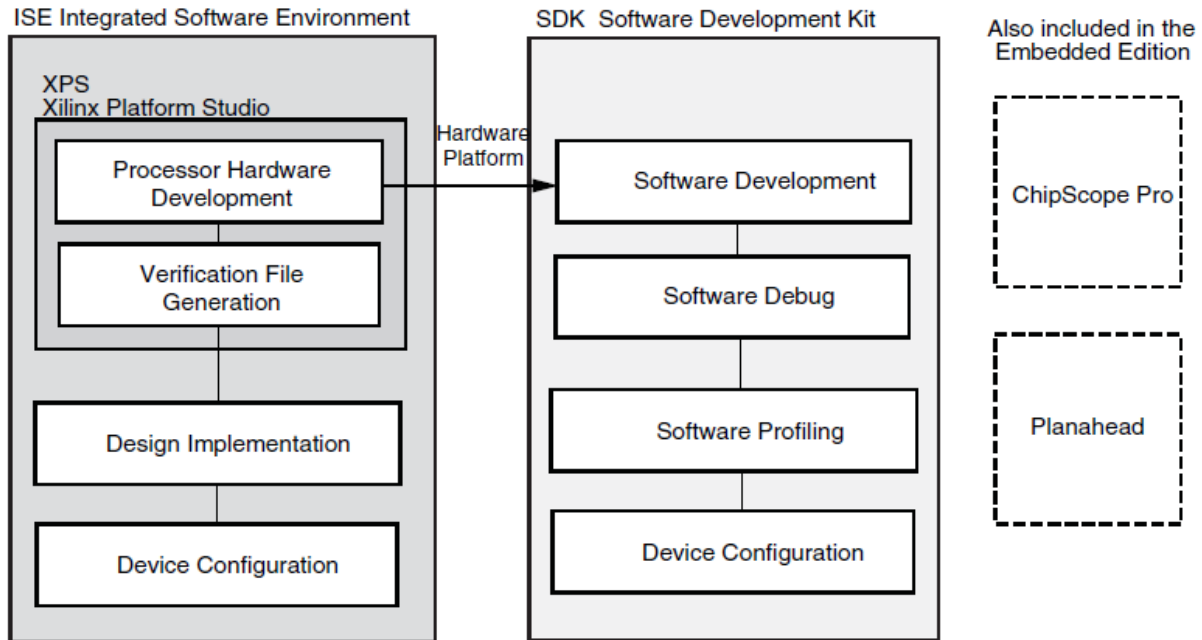 ISE Integrated Software Environment
XPS
Xilinx Platform Studio
Processor Hardware
Development
Verification File
Generation
Design Implementation
Device Configuration
Hardware
Platform
SDK Software Development Kit
Software Development
Software Debug
Software Profiling
Device Configuration
Also included in the
Embedded Edition
ChipScope Pro
Planahead